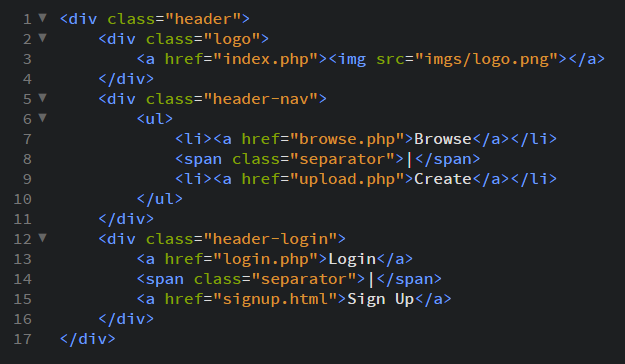 1 <div class="header">
2 <div class="logo">
3 <a href="index.php"><img src="imgs/logo.png"></a>
4 </div>
5 <div class="header-nav">
6 <ul>
7 <li><a href="browse.php">Browse</a></li>
8 <span class="separator">|</span>
9 <li><a href="upload.php">Create</a></li>
10 </ul>
11 </div>
12 <div class="header-login">
13 <a href="login.php">Login</a>
14 <span class="separator">|</span>
15 <a href="signup.html">Sign Up</a>
16 </div>
17 </div>